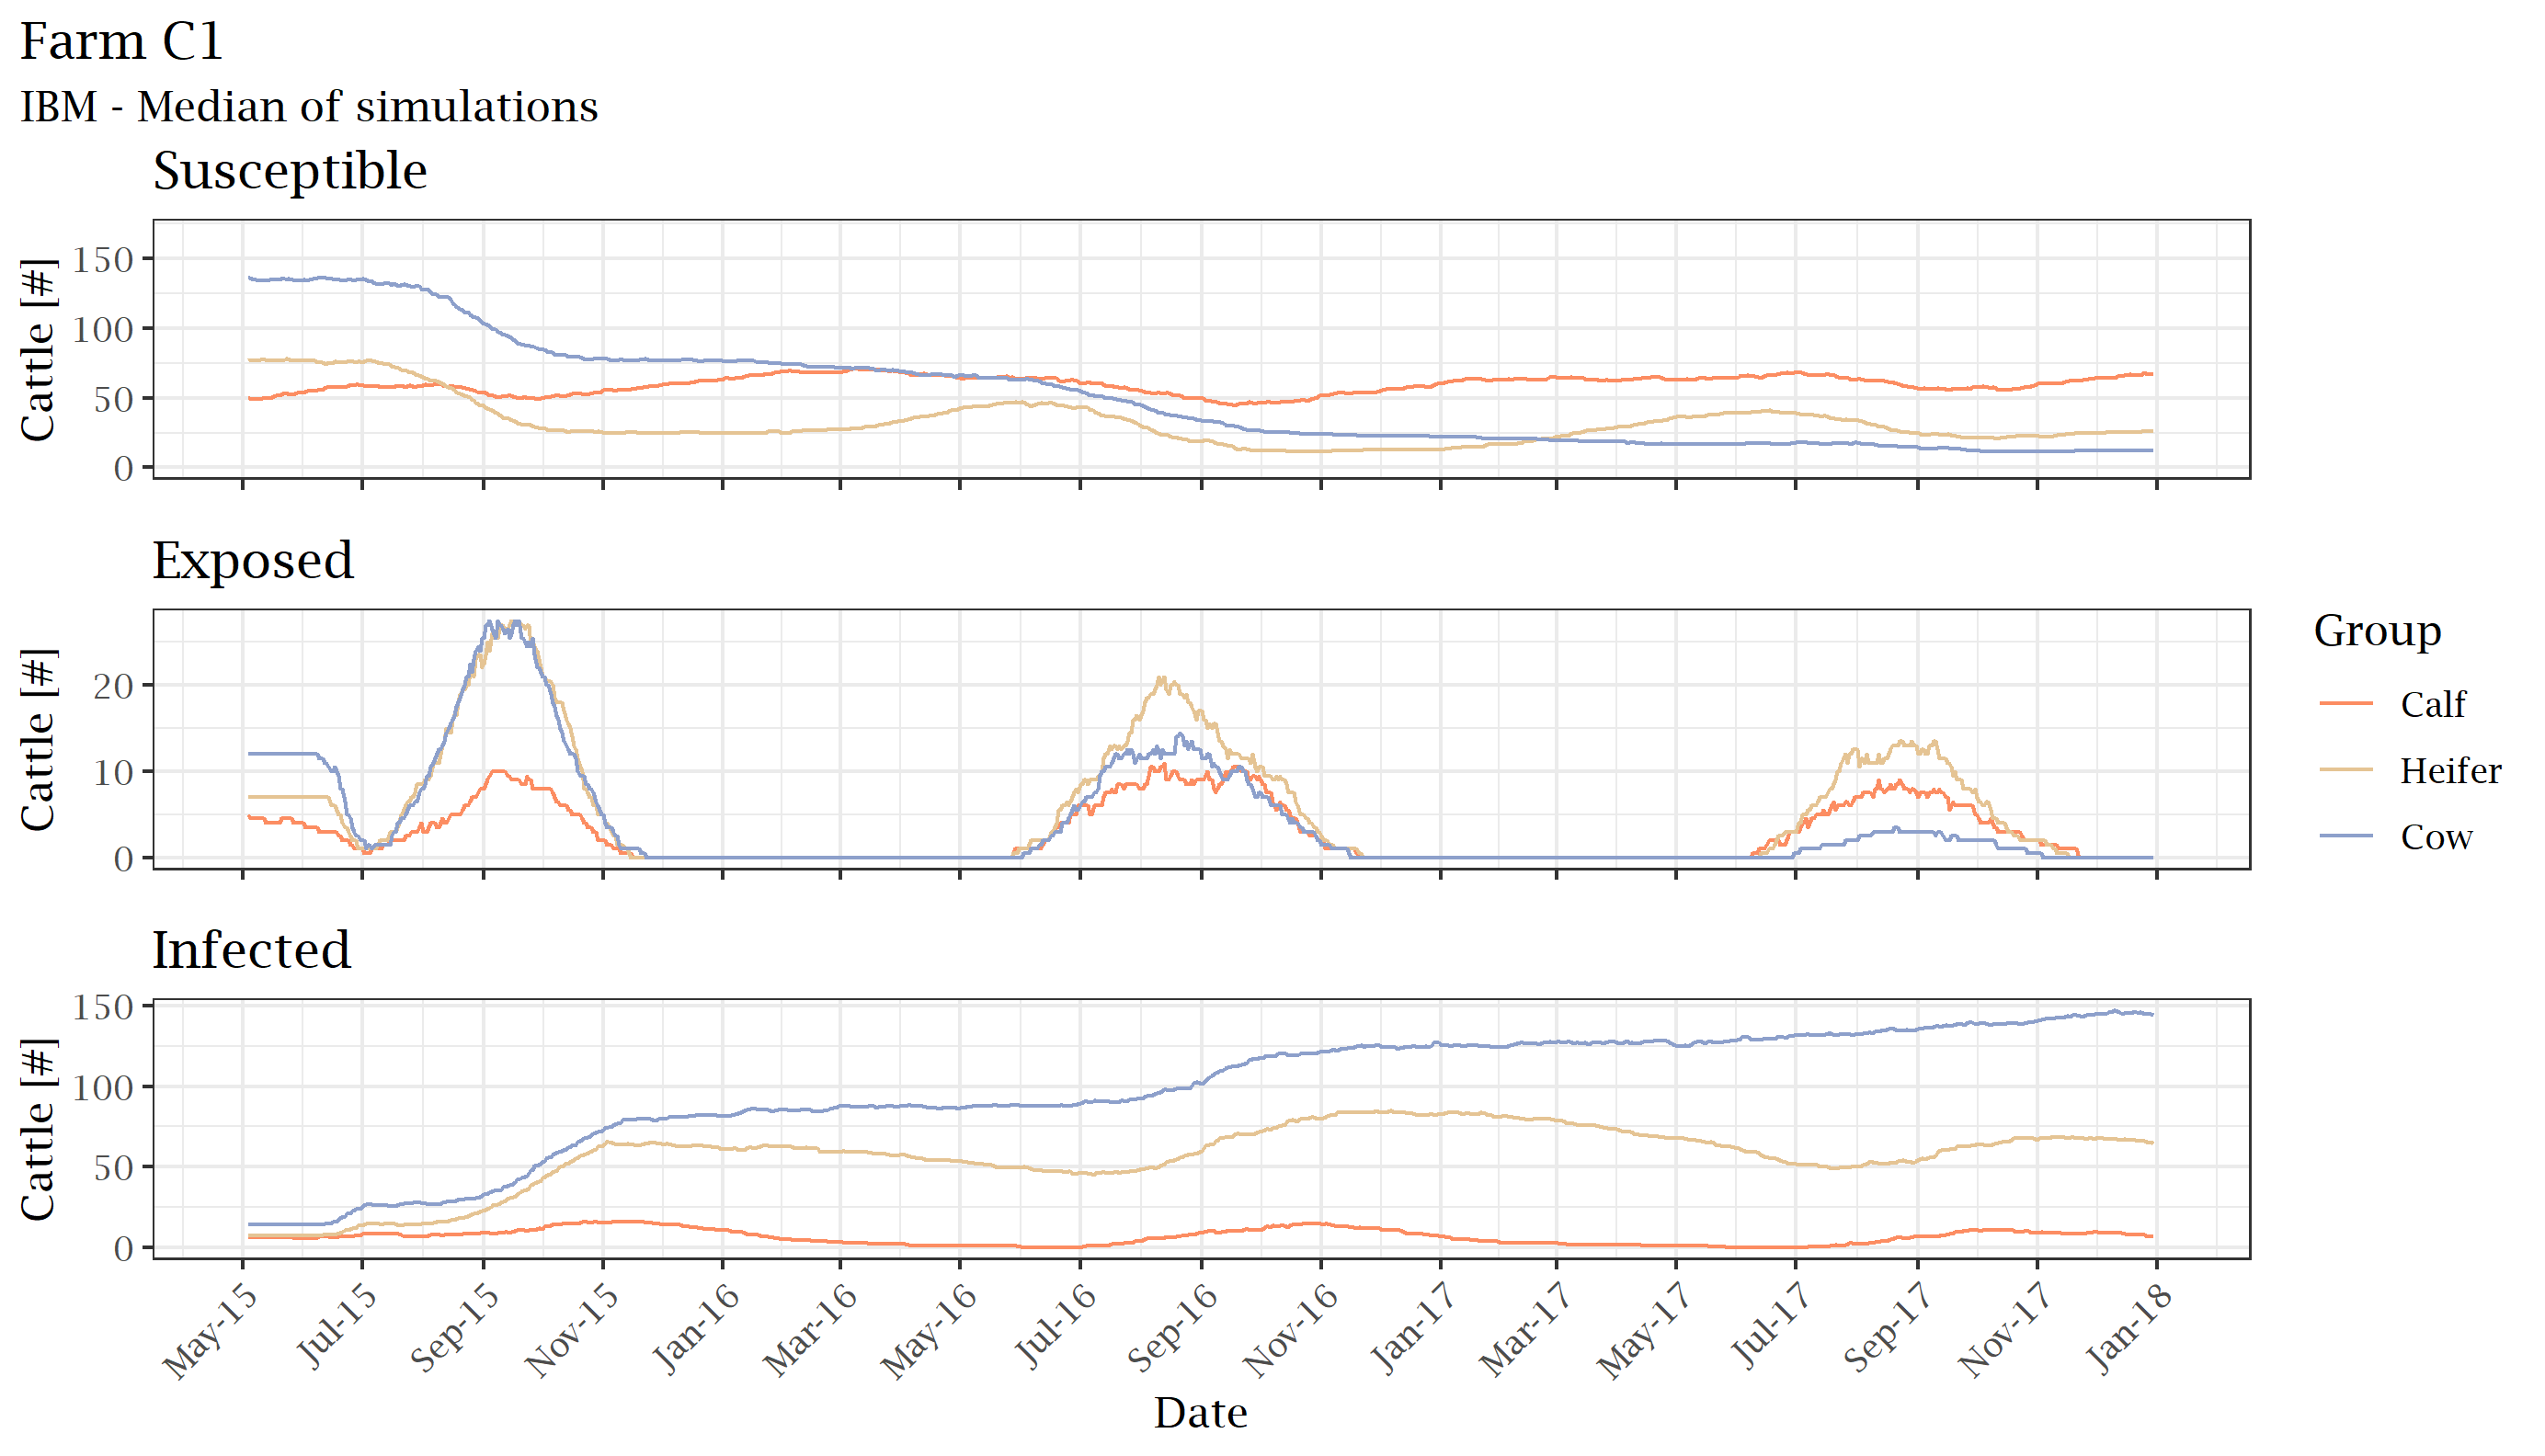 Farm C1
IBM - Median of simulations
Susceptible
Cattle [#]
150
100
50
0
Exposed
Cattle [#]
20
10
0
Group
Calf
Heifer
Cow
Infected
Cattle [#]
150
100
50
0
May-15
Jul-15
Sep-15
Nov-15
Jan-16
Mar-16
May-16
Jul-16
Sep-16
Nov-16
Jan-17
Mar-17
May-17
Jul-17
Sep-17
Nov-17
Jan-18
Date